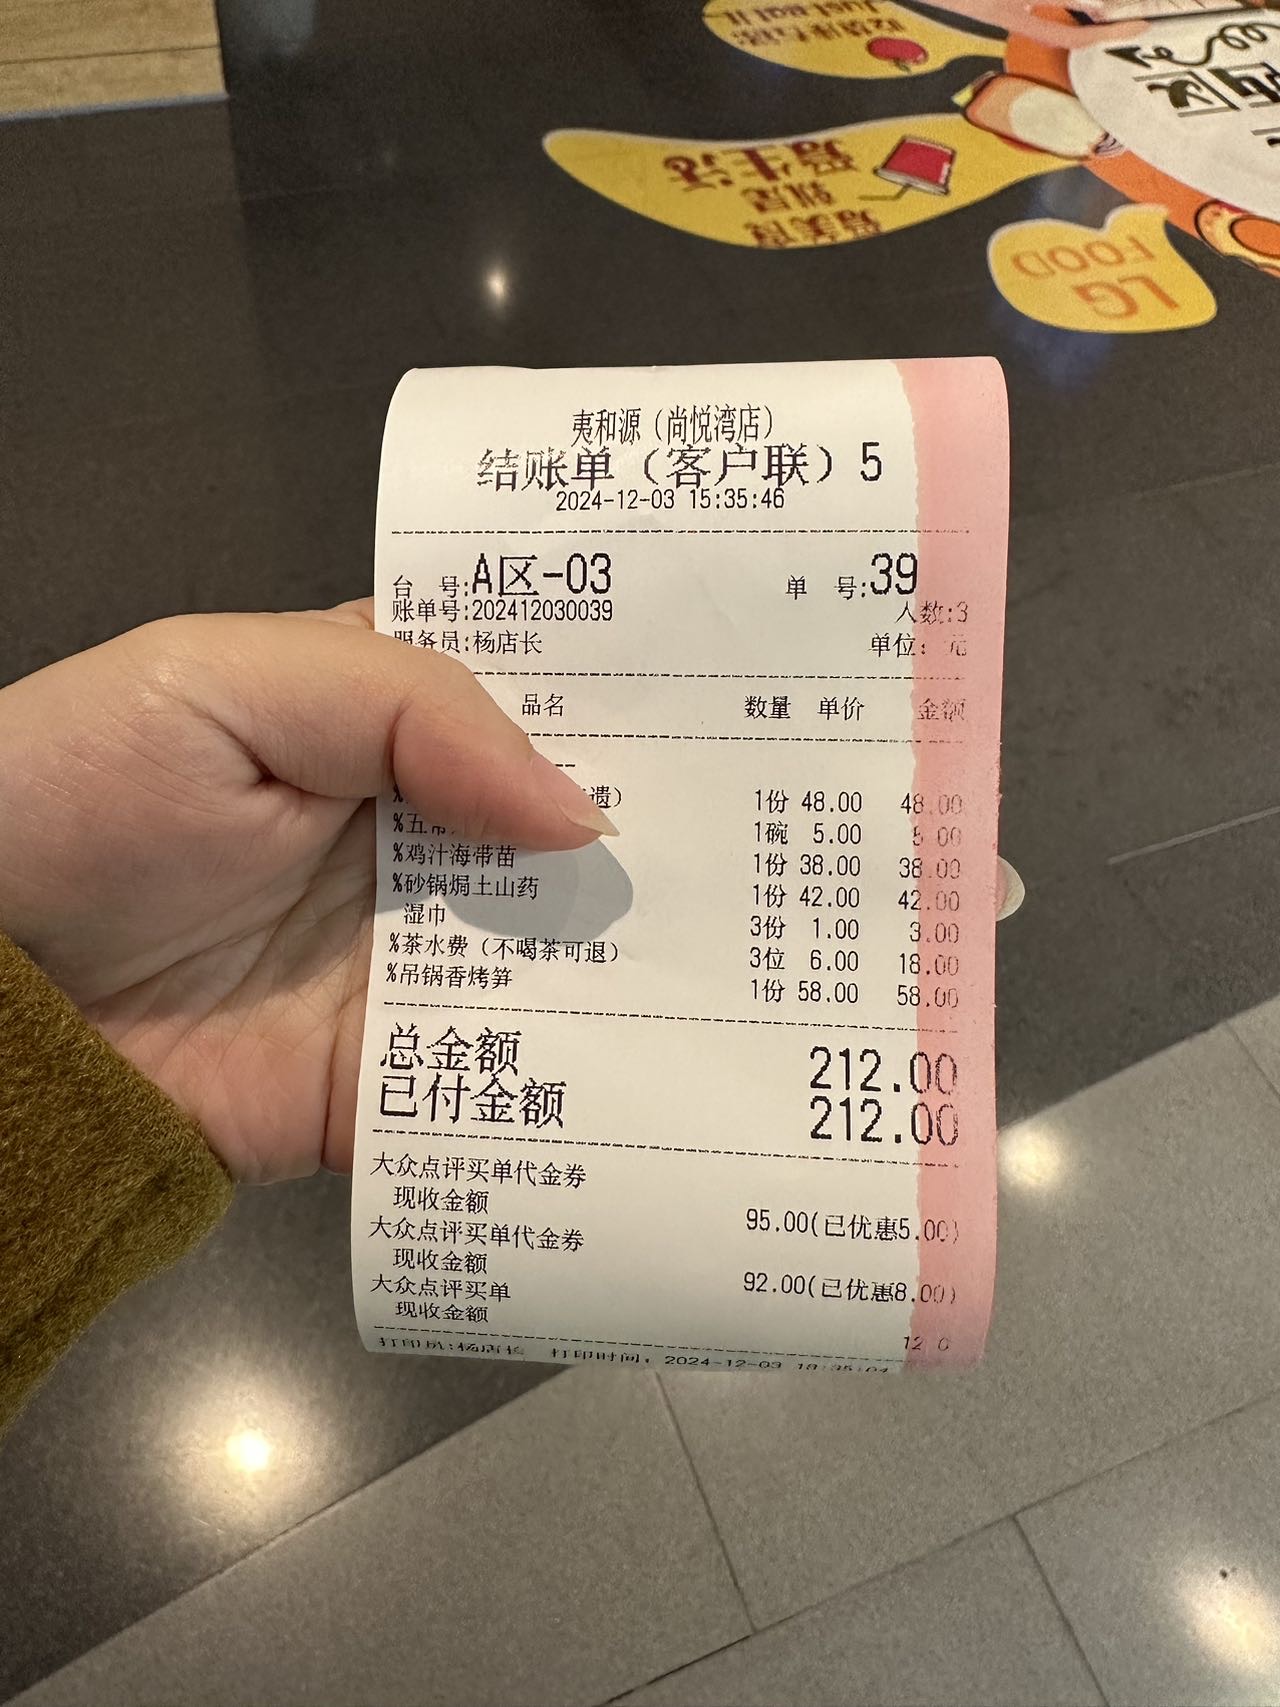 爱美食
就是
爱生活
LG
FOOD
夷和源（尚悦湾店）
结账单（客户联）5
2024-12-03 15:35:46
台 号:A区-03 单 号:39
账单号:202412030039 人数:3
服务员:杨店长 单位: 元
品名 数量 单价 金额
遗） 1份 48.00 48.00
%五常 1碗 5.00 5.00
%鸡汁海带苗 1份 38.00 38.00
%砂锅焗土山药 1份 42.00 42.00
湿巾 3份 1.00 3.00
%茶水费（不喝茶可退） 3位 6.00 18.00
%吊锅香烤笋 1份 58.00 58.00
总金额 212.00
已付金额 212.00
大众点评买单代金券
现收金额 95.00(已优惠5.00)
大众点评买单代金券
现收金额 92.00(已优惠8.00)
大众点评买单
现收金额 12
打印员:杨店长 打印时间: 2024-12-03